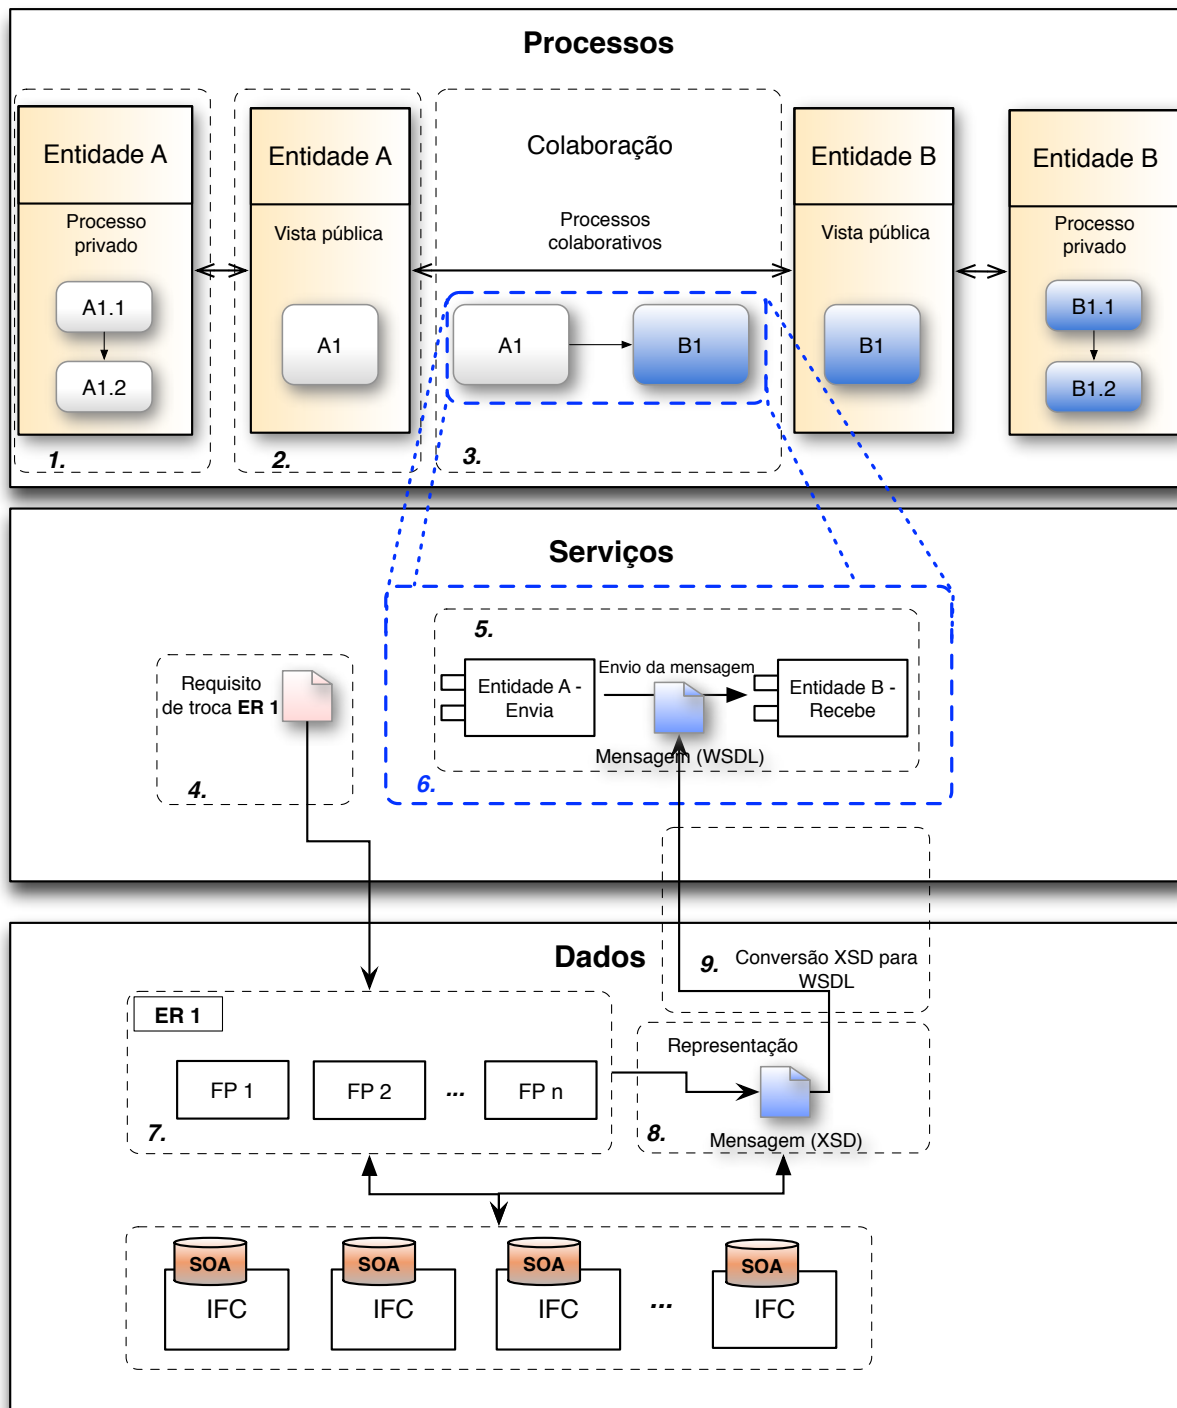 Processos
Entidade A
Processo
privado
A1.1
A1.2
1.
Entidade A
Vista pública
A1
2.
Colaboração
Processos
colaborativos
A1
B1
3.
Entidade B
Vista pública
B1
Entidade B
Processo
privado
B1.1
B1.2
Serviços
Requisito
de troca ER 1
4.
5.
Entidade A -
Envia
Envio da mensagem
Entidade B -
Recebe
Mensagem (WSDL)
6.
Dados
9.
Conversão XSD para
WSDL
ER 1
FP 1
FP 2
...
FP n
7.
Representação
8.
Mensagem (XSD)
SOA
IFC
SOA
IFC
SOA
IFC
...
SOA
IFC